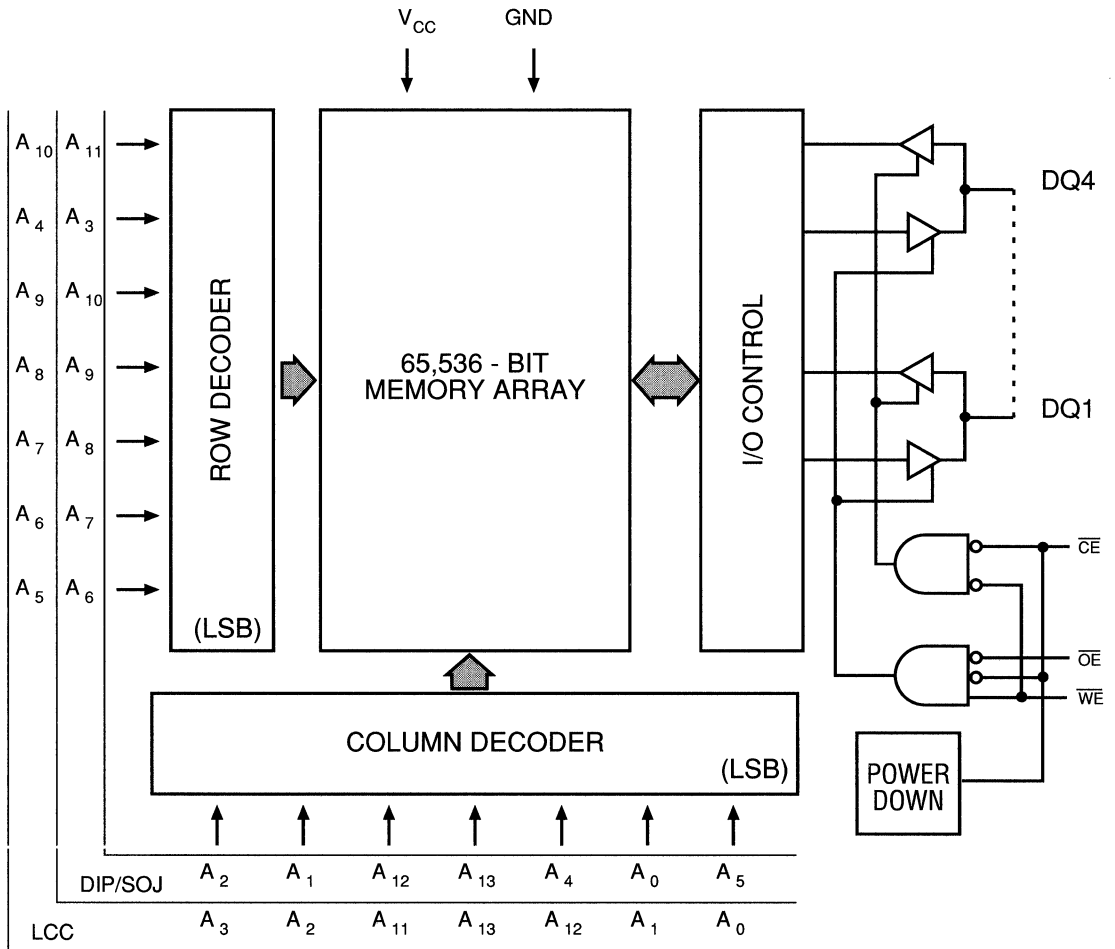 VCC GND
A10 A11
A4 A3
A9 A10
A8 A9
A7 A8
A6 A7
A5 A6
ROW DECODER
(LSB)
65,536 - BIT
MEMORY ARRAY
I/O CONTROL
DQ4
DQ1
CE
OE
WE
COLUMN DECODER
(LSB)
POWER
DOWN
DIP/SOJ A2 A1 A12 A13 A4 A0 A5
LCC A3 A2 A11 A13 A12 A1 A0